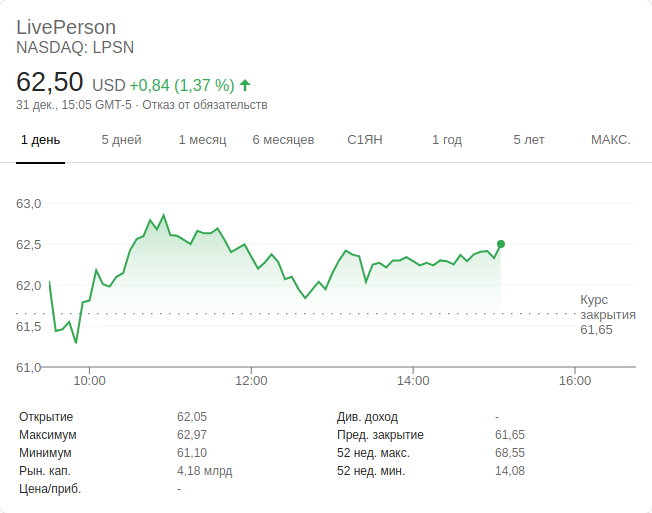 LivePerson
NASDAQ: LPSN
62,50 USD +0,84 (1,37 %)
31 дек., 15:05 GMT-5 · Отказ от обязательств
1 день 5 дней 1 месяц 6 месяцев С1ЯН 1 год 5 лет МАКС.
63,0
62,5
62,0
61,5
61,0
Курс
закрытия
61,65
10:00 12:00 14:00 16:00
Открытие 62,05 Див. доход -
Максимум 62,97 Пред. закрытие 61,65
Минимум 61,10 52 нед. макс. 68,55
Рын. кап. 4,18 млрд 52 нед. мин. 14,08
Цена/приб. -